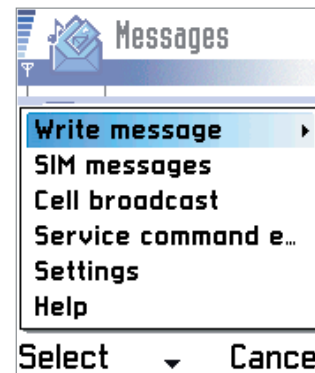 Messages
Write message
SIM messages
Cell broadcast
Service command e...
Settings
Help
Select Cance